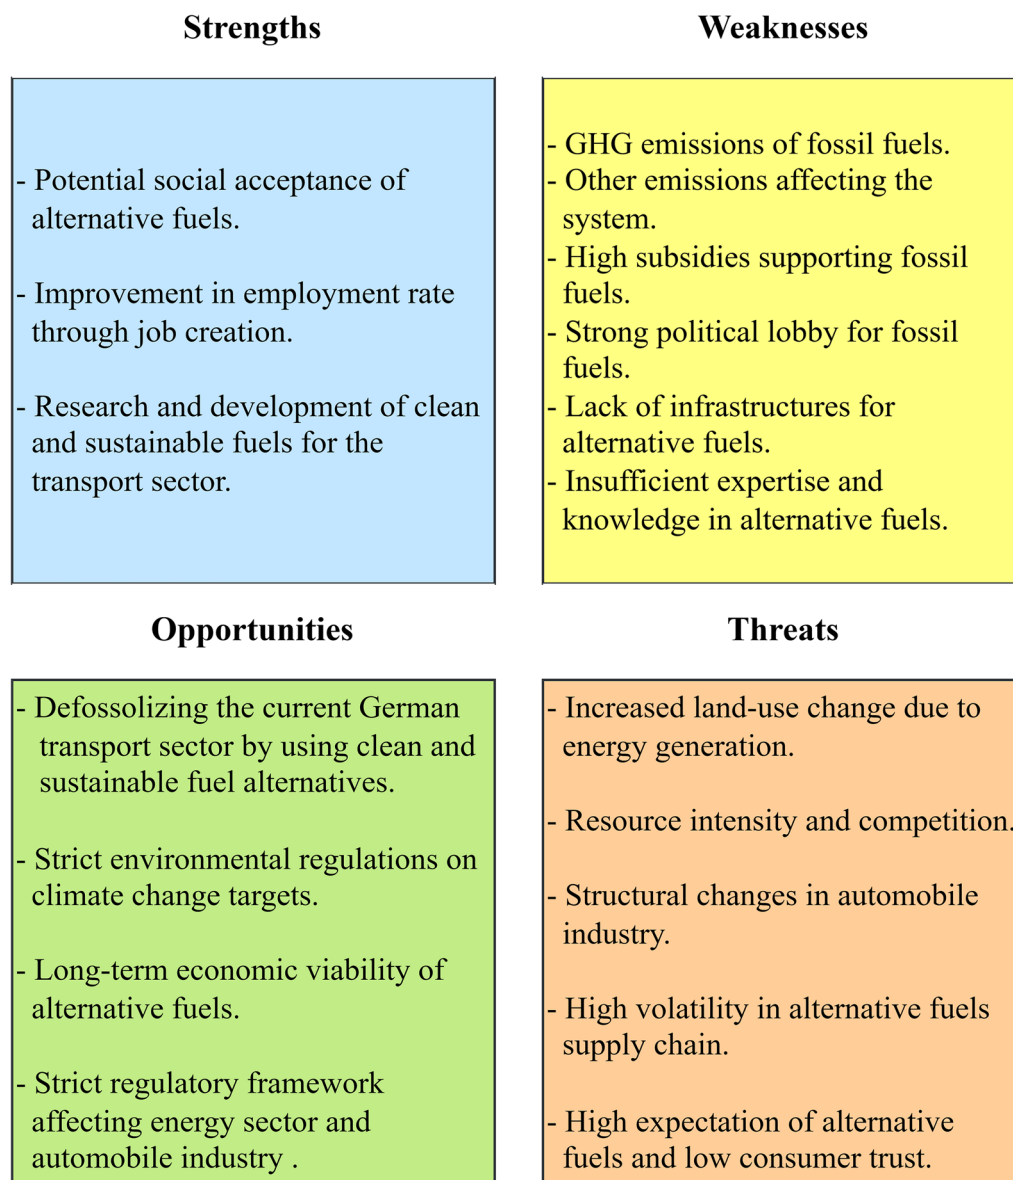 Strengths
- Potential social acceptance of
alternative fuels.
- Improvement in employment rate
through job creation.
- Research and development of clean
and sustainable fuels for the
transport sector.
Weaknesses
- GHG emissions of fossil fuels.
- Other emissions affecting the
system.
- High subsidies supporting fossil
fuels.
- Strong political lobby for fossil
fuels.
- Lack of infrastructures for
alternative fuels.
- Insufficient expertise and
knowledge in alternative fuels.
Opportunities
- Defossolizing the current German
transport sector by using clean and
sustainable fuel alternatives.
- Strict environmental regulations on
climate change targets.
- Long-term economic viability of
alternative fuels.
- Strict regulatory framework
affecting energy sector and
automobile industry .
Threats
- Increased land-use change due to
energy generation.
- Resource intensity and competition.
- Structural changes in automobile
industry.
- High volatility in alternative fuels
supply chain.
- High expectation of alternative
fuels and low consumer trust.